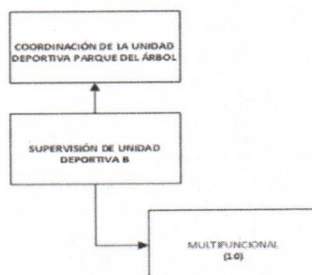 COORDINACIÓN DE LA UNIDAD
DEPORTIVA PARQUE DEL ÁRBOL
SUPERVISIÓN DE UNIDAD
DEPORTIVA B
MULTIFUNCIONAL
(10)